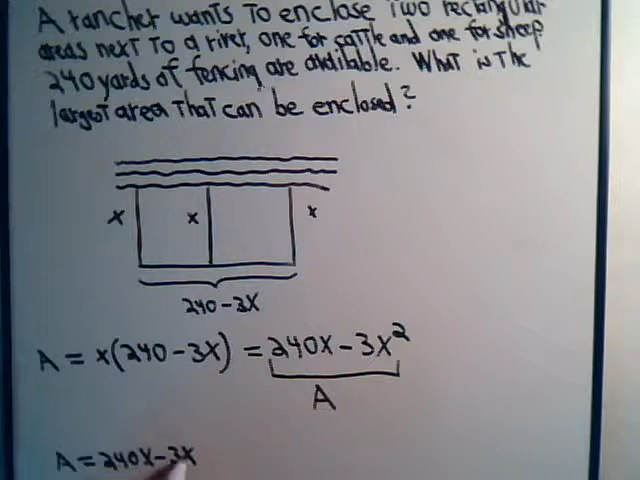 A rancher wants to enclose two rectangular
areas next to a river, one for cattle and one for sheep
240 yards of fencing are available. What is the
largest area that can be enclosed?
x x x
240-3x
A = x(240-3x) = 240x-3x²
A
A = 240x-3x